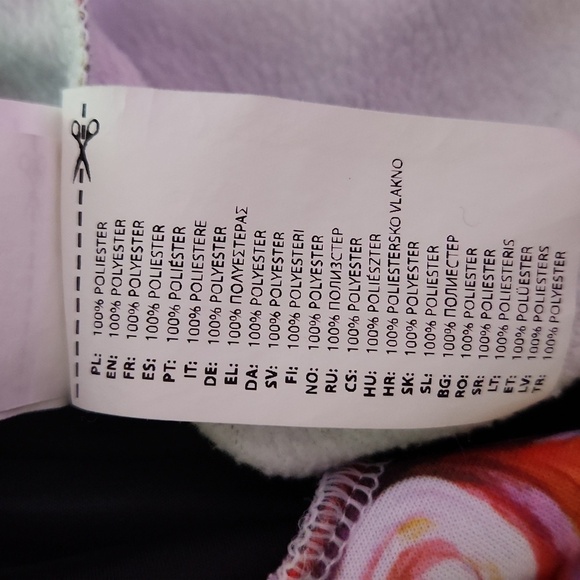 PL: 100% POLIESTER
EN: 100% POLYESTER
FR: 100% POLYESTER
ES: 100% POLIESTER
PT: 100% POLIÉSTER
IT: 100% POLIESTERE
DE: 100% POLYESTER
EL: 100% ΠΟΛΥΕΣΤΕΡΑΣ
DA: 100% POLYESTER
SV: 100% POLYESTER
FI: 100% POLYESTERI
NO: 100% POLYESTER
RU: 100% ПОЛИЭСТЕР
CS: 100% POLYESTER
HU: 100% POLIÉSZTER
HR: 100% POLIESTERSKO VLAKNO
SK: 100% POLYESTER
SL: 100% POLIESTER
BG: 100% ПОЛИЕСТЕР
RO: 100% POLIESTER
SR: 100% POLIESTER
LT: 100% POLIESTERIS
ET: 100% POLÜESTER
LV: 100% POLIESTERS
TR: 100% POLYESTER